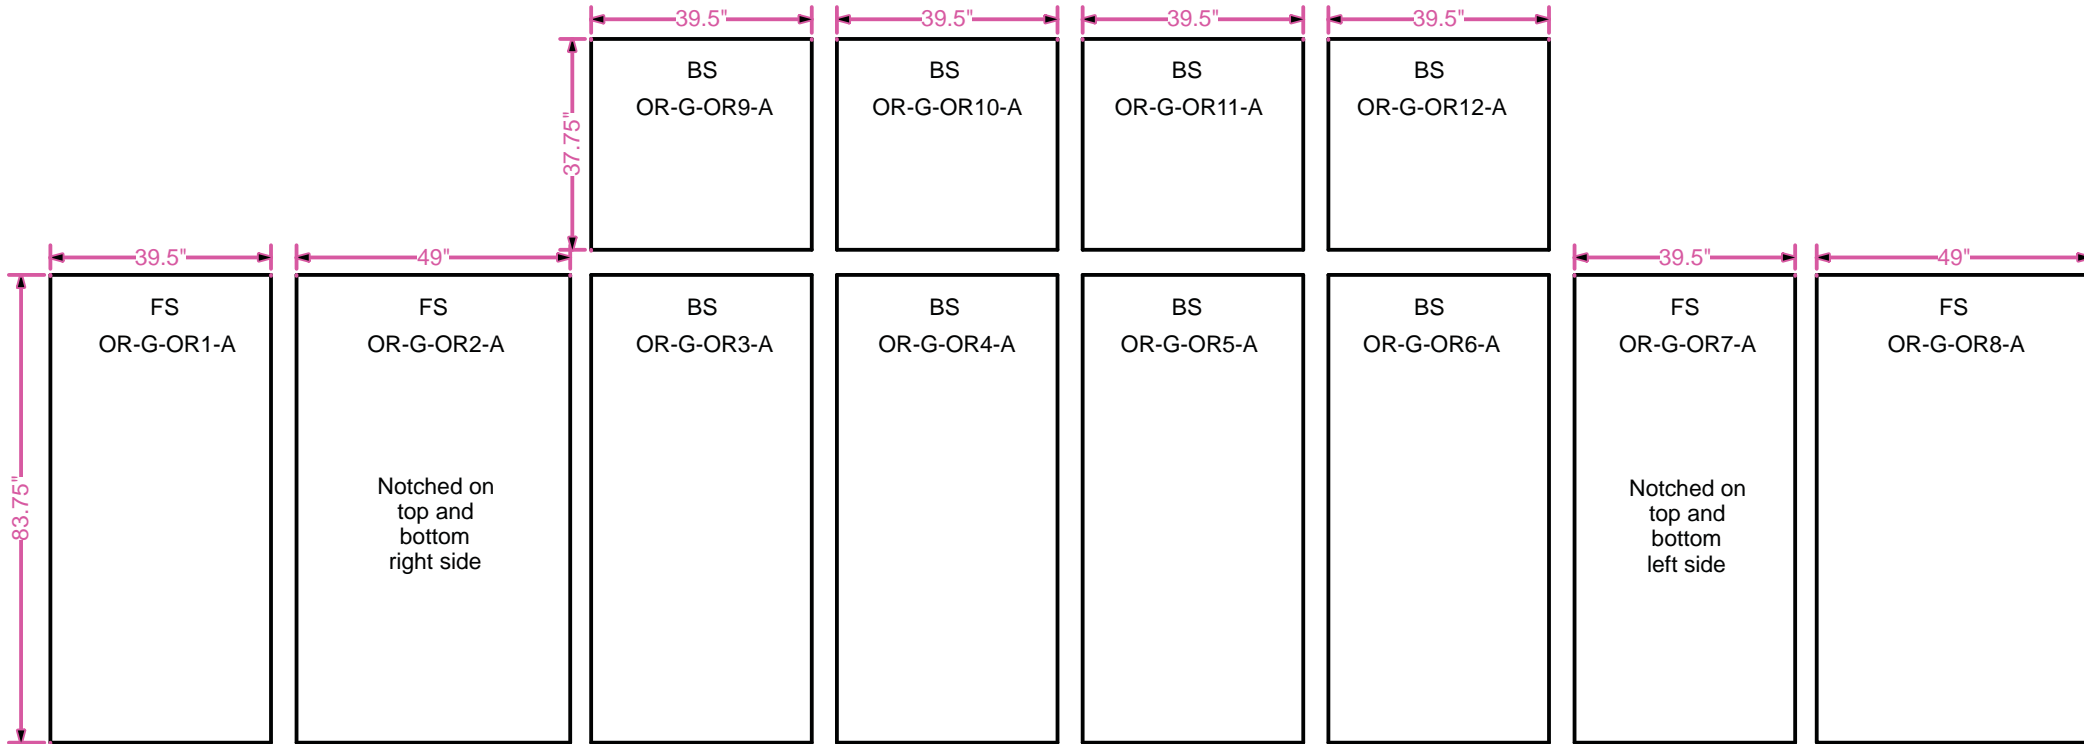 39.5"
39.5"
39.5"
39.5"
37.75"
BS
OR-G-OR9-A
BS
OR-G-OR10-A
BS
OR-G-OR11-A
BS
OR-G-OR12-A
39.5"
49"
39.5"
49"
83.75"
FS
OR-G-OR1-A
FS
OR-G-OR2-A
Notched on
top and
bottom
right side
BS
OR-G-OR3-A
BS
OR-G-OR4-A
BS
OR-G-OR5-A
BS
OR-G-OR6-A
FS
OR-G-OR7-A
Notched on
top and
bottom
left side
FS
OR-G-OR8-A